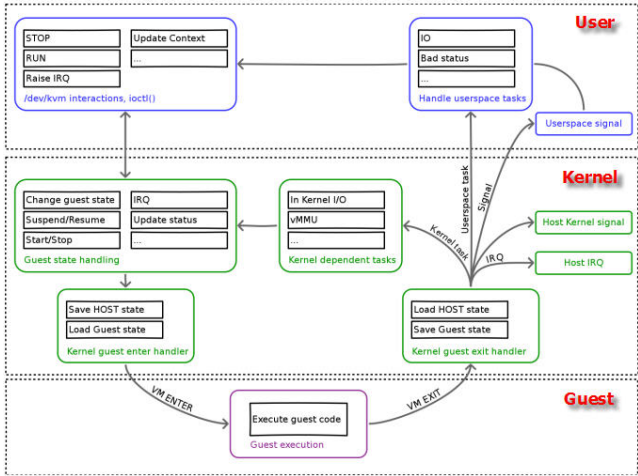 User
STOP
Update Context
RUN
...
Raise IRQ
/dev/kvm interactions, ioctl()
IO
Bad status
...
Handle userspace tasks
Userspace signal
Kernel
Change guest state
IRQ
Suspend/Resume
Update status
Start/Stop
...
Guest state handling
In Kernel I/O
vMMU
...
Kernel dependent tasks
Userspace task
Signal
Kernel task
IRQ
Host Kernel signal
Host IRQ
Save HOST state
Load Guest state
Kernel guest enter handler
Load HOST state
Save Guest state
Kernel guest exit handler
Guest
VM ENTER
VM EXIT
Execute guest code
Guest execution